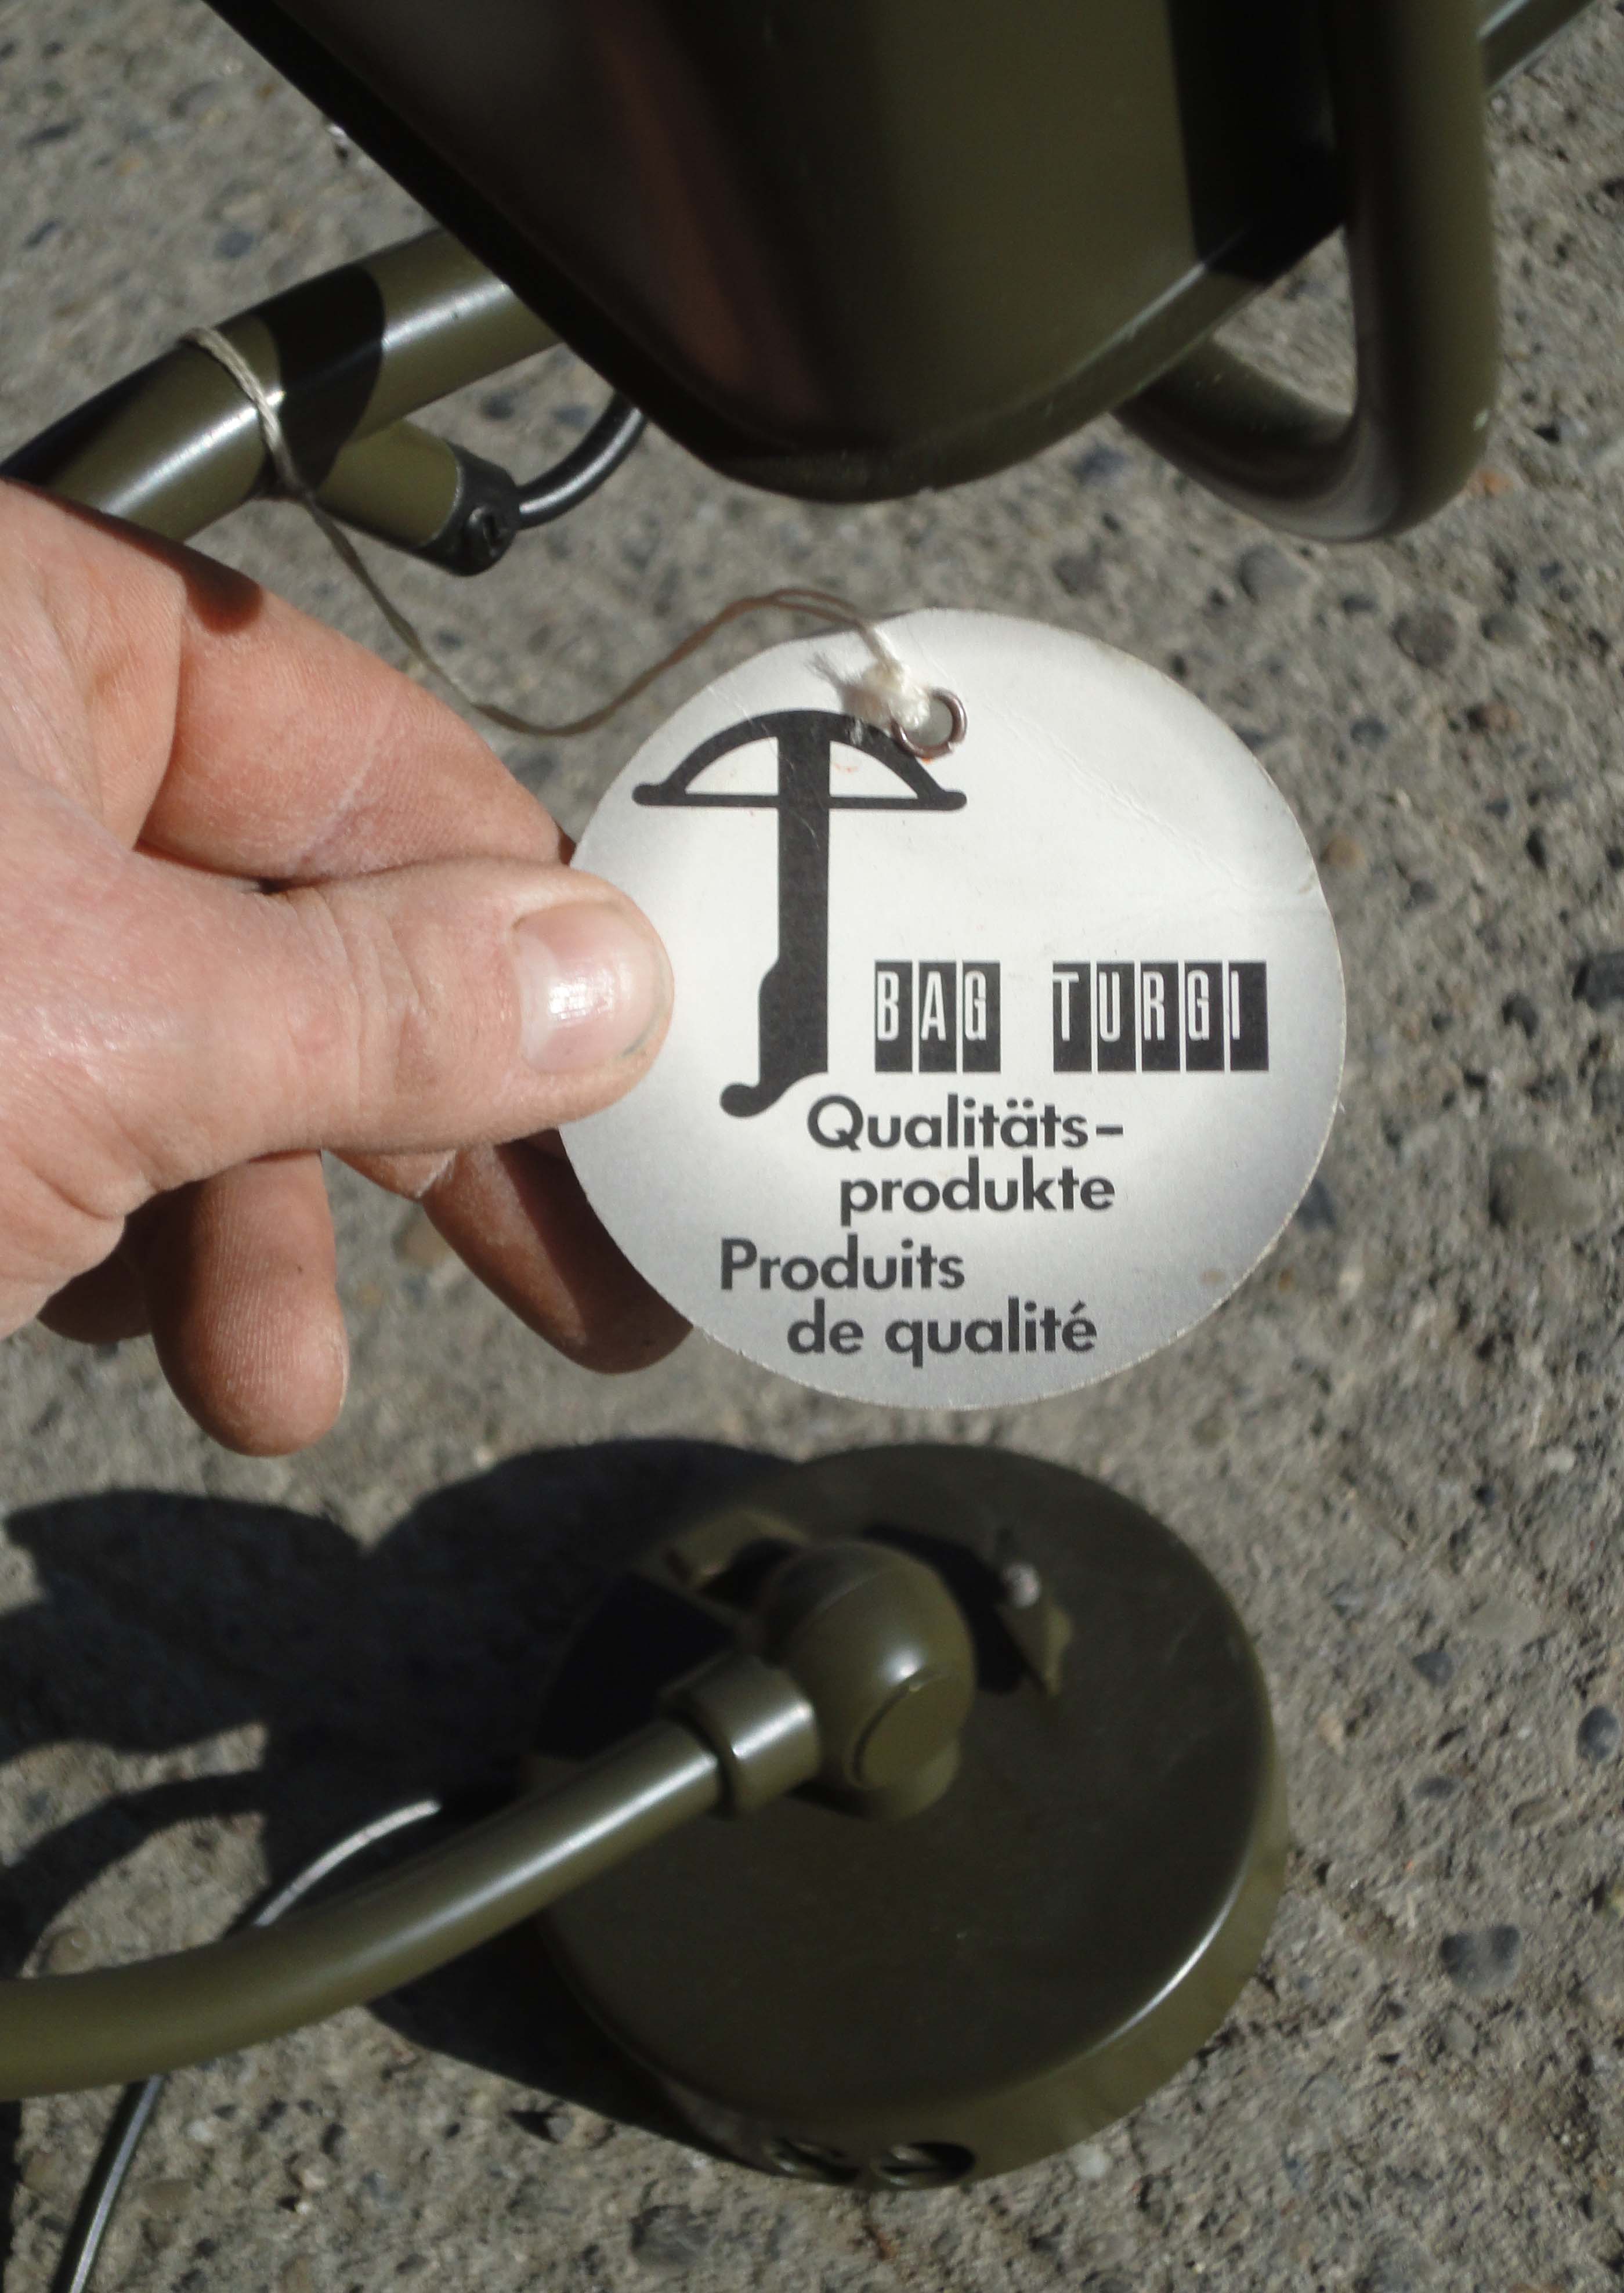 BAG TURGI
Qualitäts-
produkte
Produits
de qualité